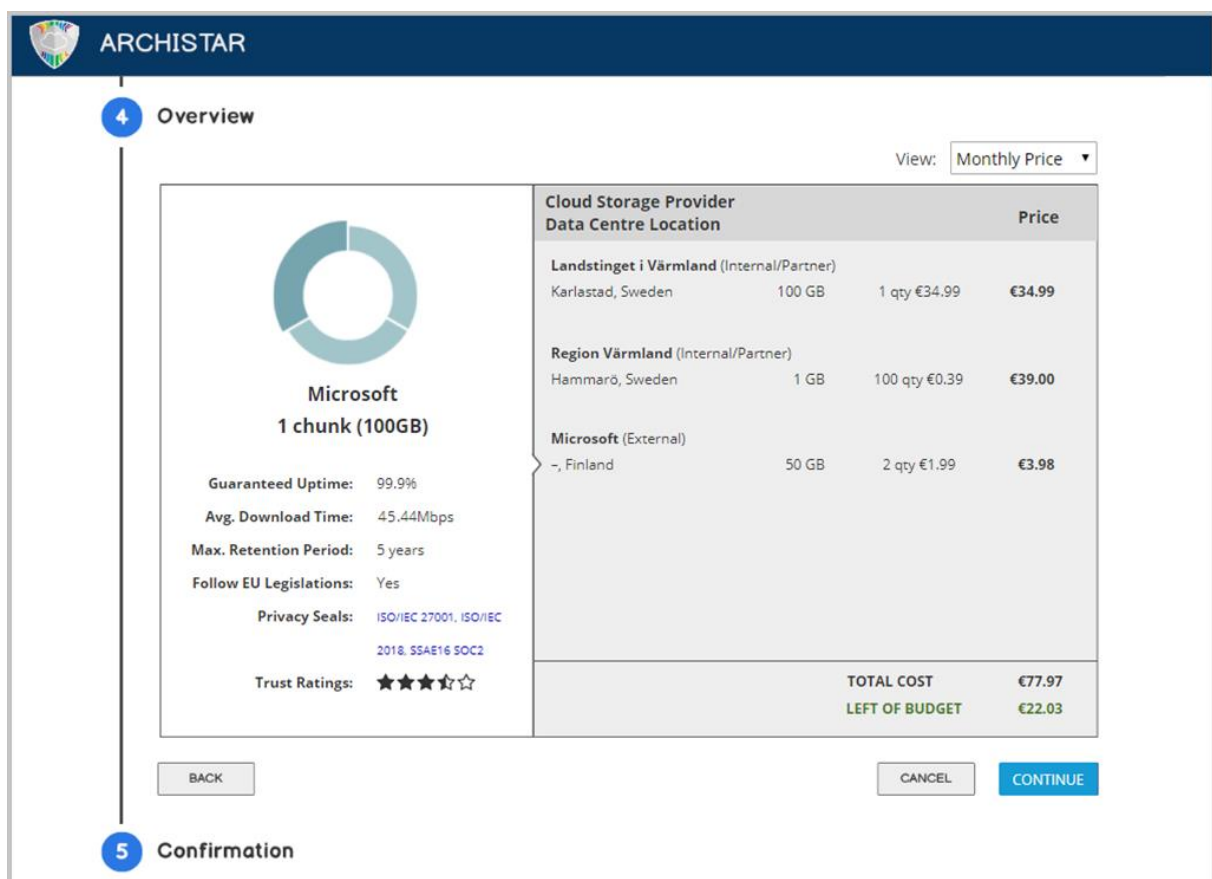 ARCHISTAR
4 Overview
View: Monthly Price ▼
Microsoft
1 chunk (100GB)
Guaranteed Uptime: 99.9%
Avg. Download Time: 45.44Mbps
Max. Retention Period: 5 years
Follow EU Legislations: Yes
Privacy Seals: ISO/IEC 27001, ISO/IEC
2018, SSAE16 SOC2
Trust Ratings:
Cloud Storage Provider
Data Centre Location Price
Landstinget i Värmland (Internal/Partner)
Karlastad, Sweden 100 GB 1 qty €34.99 €34.99
Region Värmland (Internal/Partner)
Hammarö, Sweden 1 GB 100 qty €0.39 €39.00
Microsoft (External)
–, Finland 50 GB 2 qty €1.99 €3.98
TOTAL COST €77.97
LEFT OF BUDGET €22.03
BACK CANCEL CONTINUE
5 Confirmation